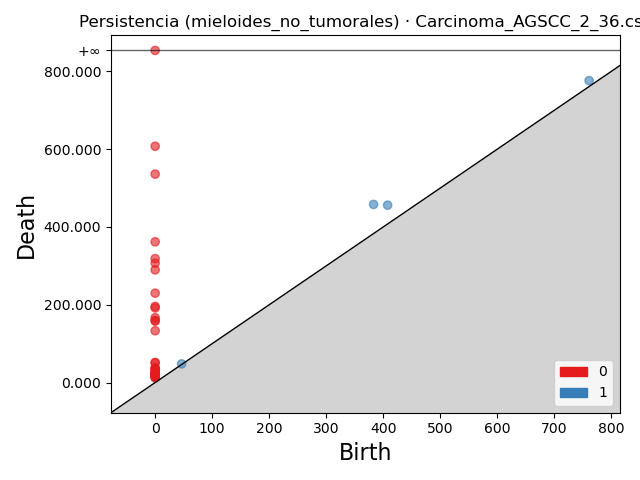 Persistencia (mieloides_no_tumorales) · Carcinoma_AGSCC_2_36.cs
+∞
800.000
600.000
400.000
200.000
0.000
Death
0
1
0 100 200 300 400 500 600 700 800
Birth